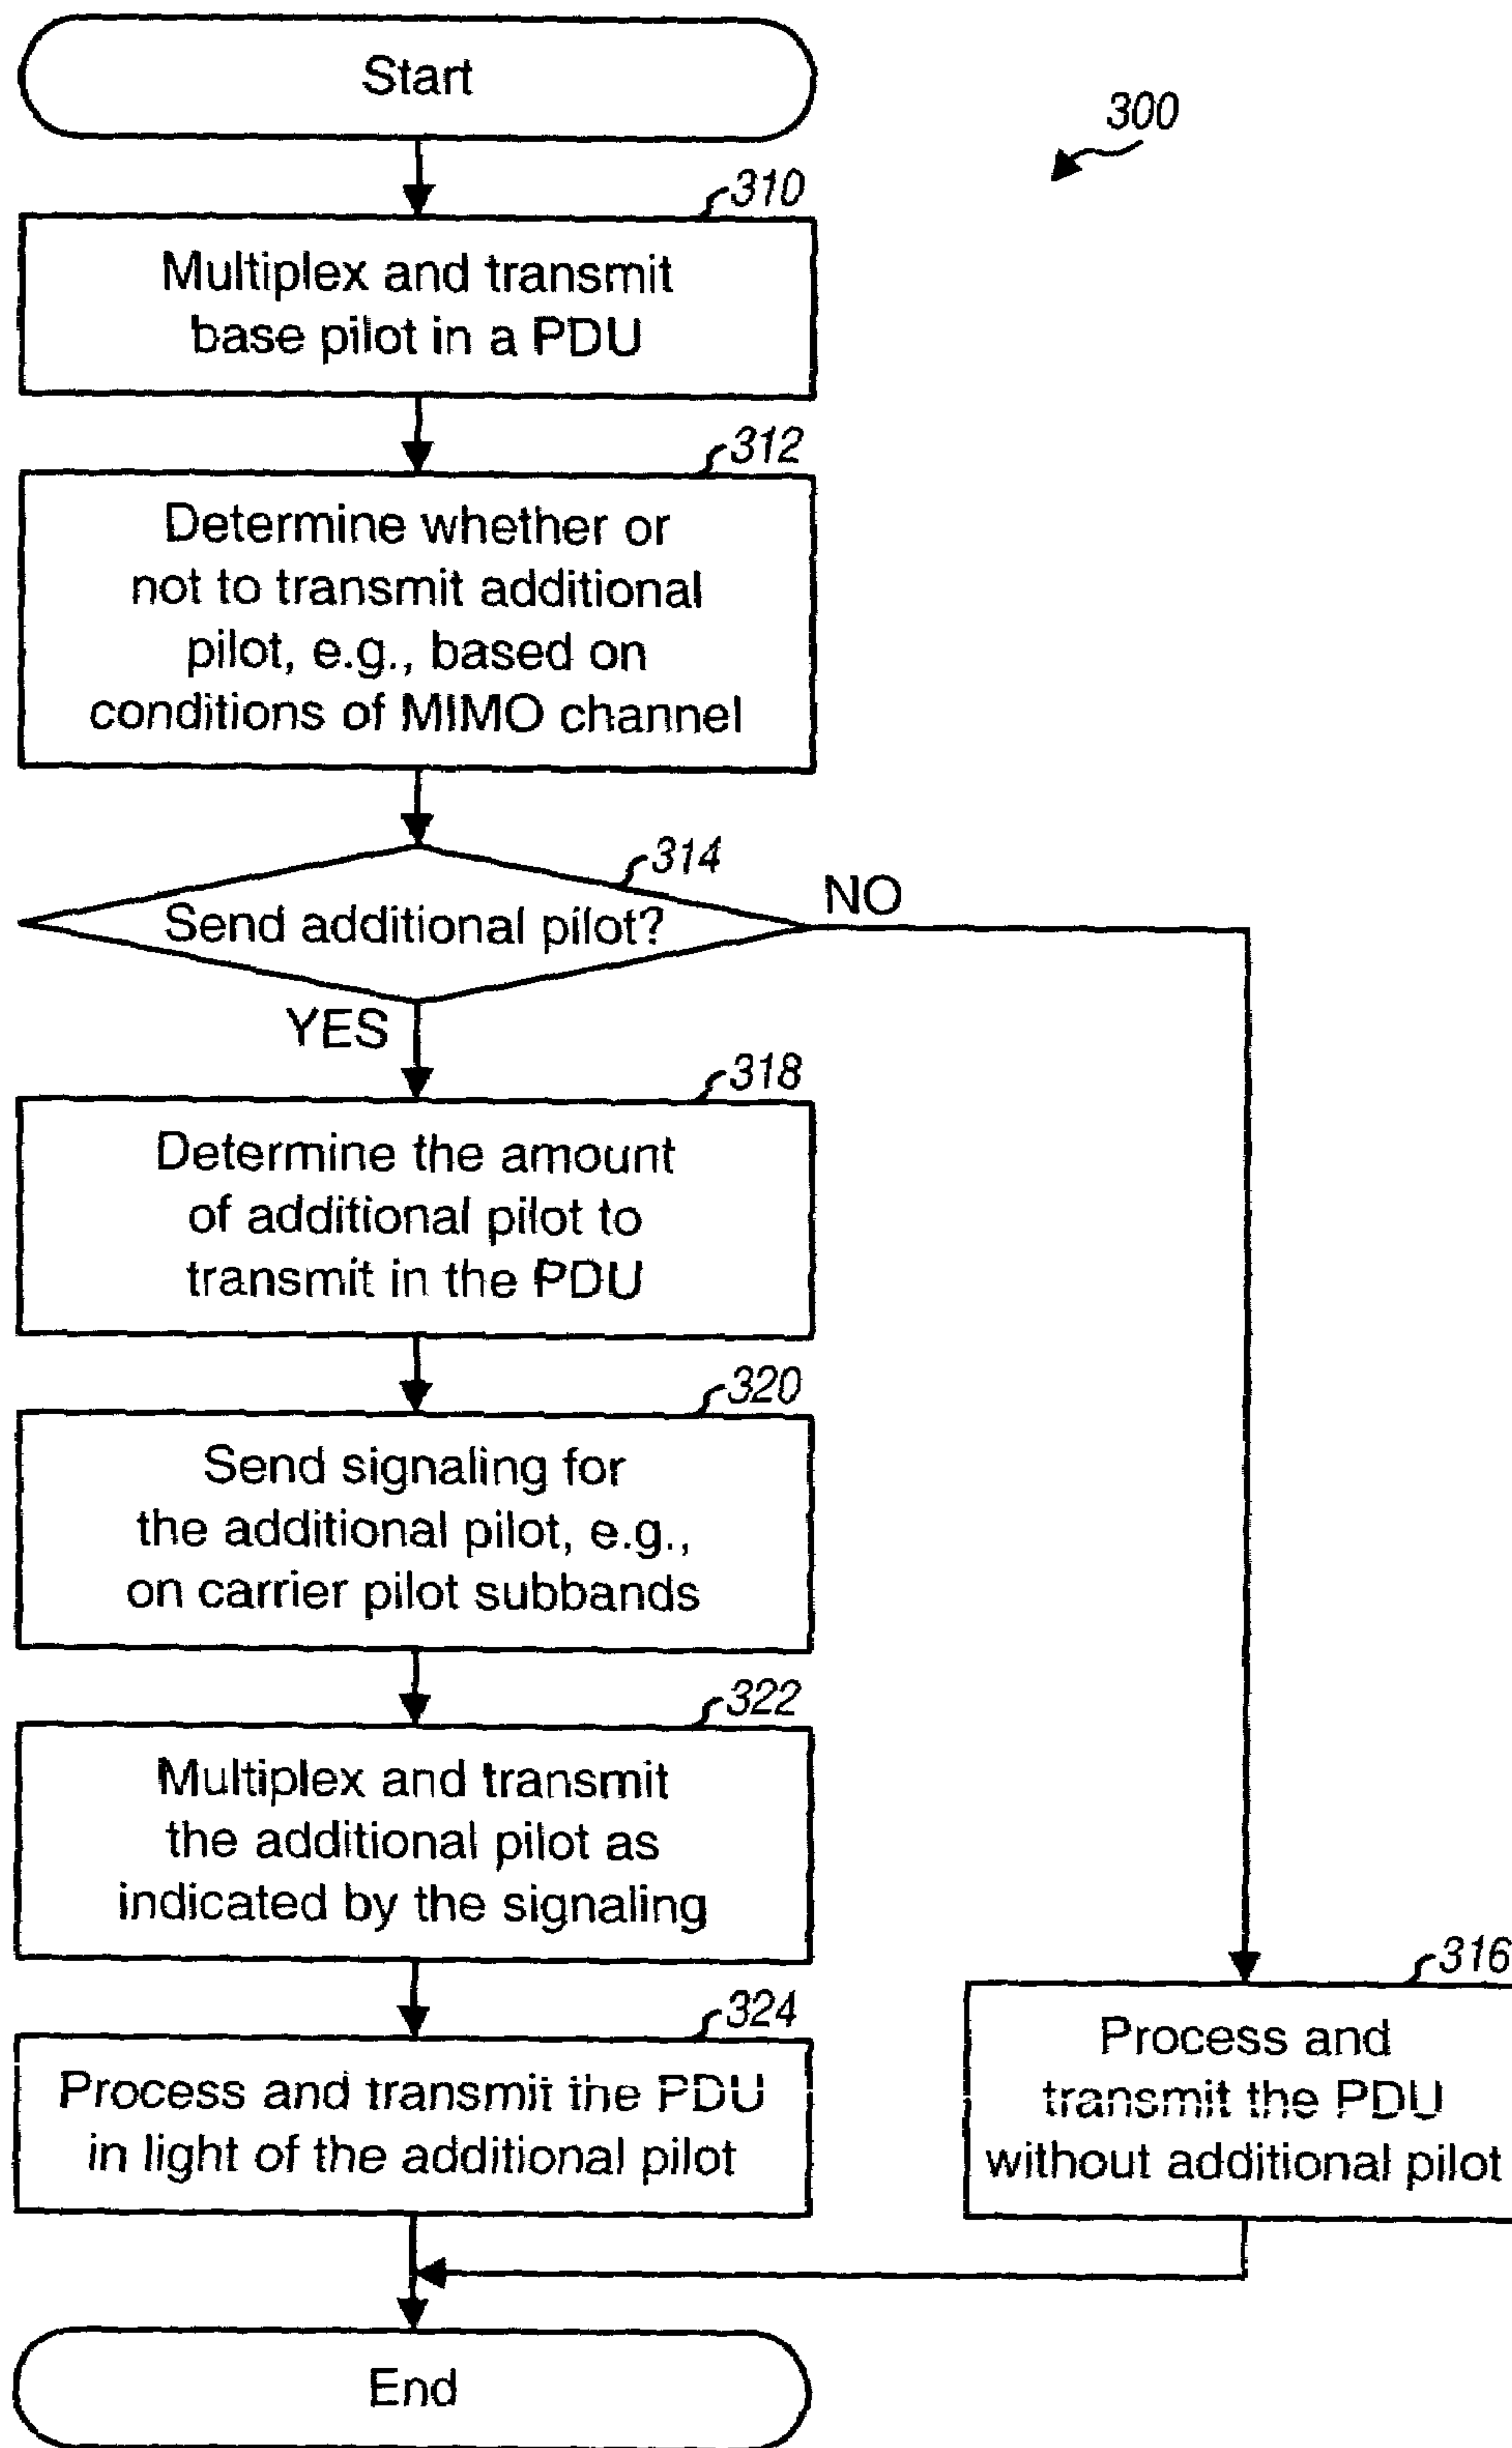 Start
300
310
Multiplex and transmit
base pilot in a PDU
312
Determine whether or
not to transmit additional
pilot, e.g., based on
conditions of MIMO channel
314
Send additional pilot?
NO
YES
318
Determine the amount
of additional pilot to
transmit in the PDU
320
Send signaling for
the additional pilot, e.g.,
on carrier pilot subbands
322
Multiplex and transmit
the additional pilot as
indicated by the signaling
324
Process and transmit the PDU
in light of the additional pilot
316
Process and
transmit the PDU
without additional pilot
End